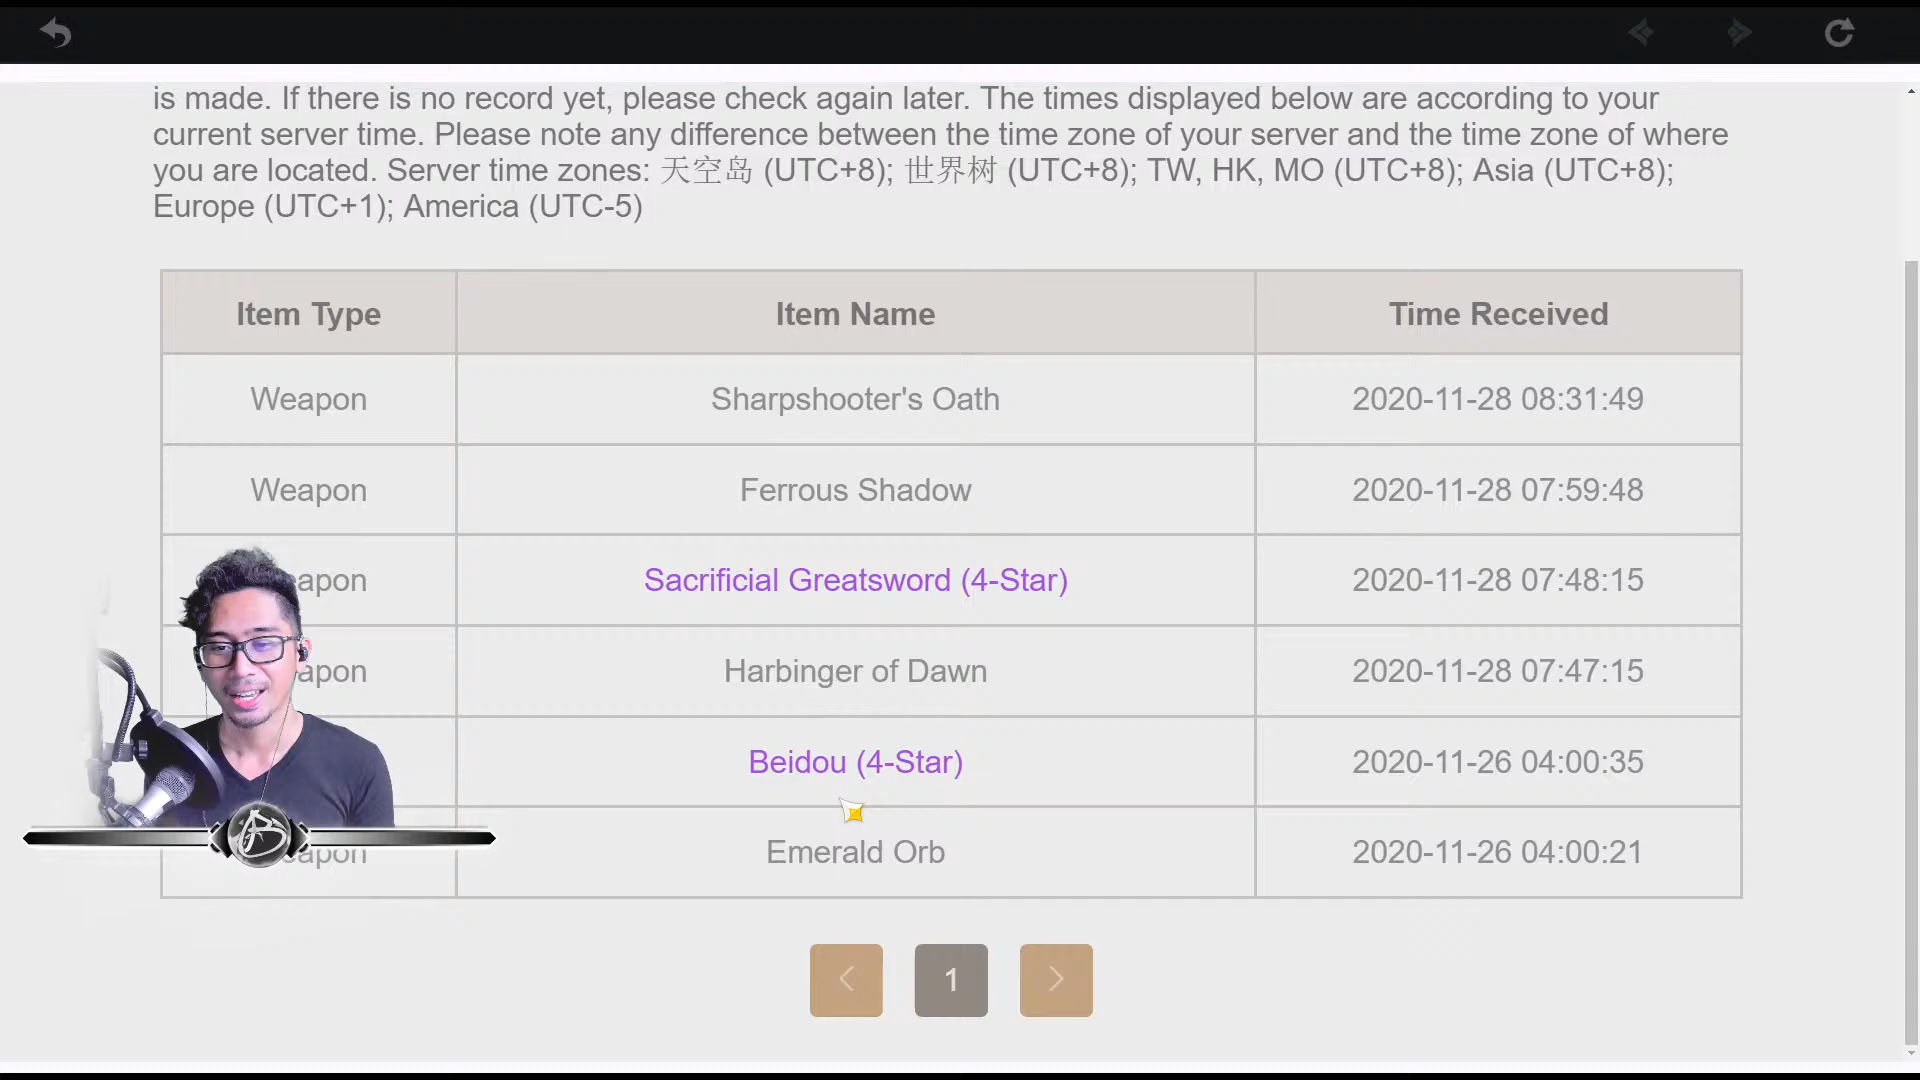 is made. If there is no record yet, please check again later. The times displayed below are according to your
current server time. Please note any difference between the time zone of your server and the time zone of where
you are located. Server time zones: 天空岛 (UTC+8); 世界树 (UTC+8); TW, HK, MO (UTC+8); Asia (UTC+8);
Europe (UTC+1); America (UTC-5)
Item Type Item Name Time Received
Weapon Sharpshooter's Oath 2020-11-28 08:31:49
Weapon Ferrous Shadow 2020-11-28 07:59:48
apon Sacrificial Greatsword (4-Star) 2020-11-28 07:48:15
apon Harbinger of Dawn 2020-11-28 07:47:15
Beidou (4-Star) 2020-11-26 04:00:35
apon Emerald Orb 2020-11-26 04:00:21
1